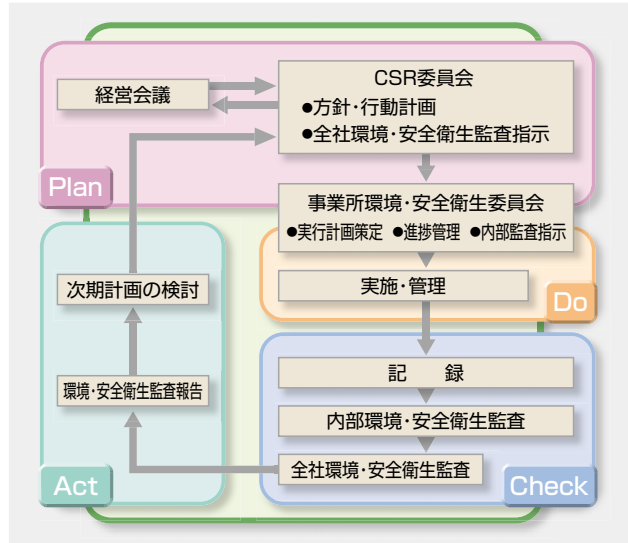 経営会議
CSR委員会
●方針・行動計画
●全社環境・安全衛生監査指示
Plan
事業所環境・安全衛生委員会
●実行計画策定 ●進捗管理 ●内部監査指示
実施・管理
Do
記 録
内部環境・安全衛生監査
全社環境・安全衛生監査
Check
次期計画の検討
環境・安全衛生監査報告
Act